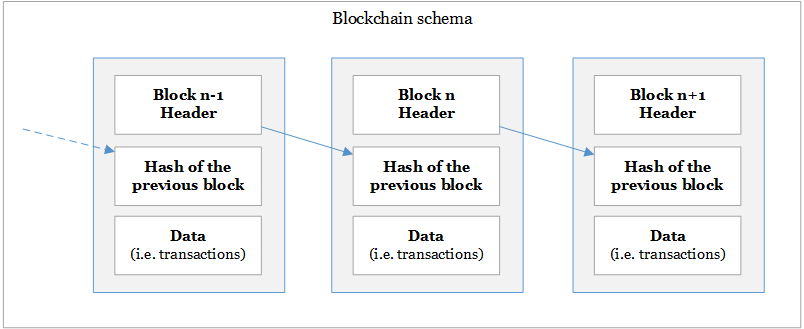 Blockchain schema
Block n-1
Header
Hash of the
previous block
Data
(i.e. transactions)
Block n
Header
Hash of the
previous block
Data
(i.e. transactions)
Block n+1
Header
Hash of the
previous block
Data
(i.e. transactions)